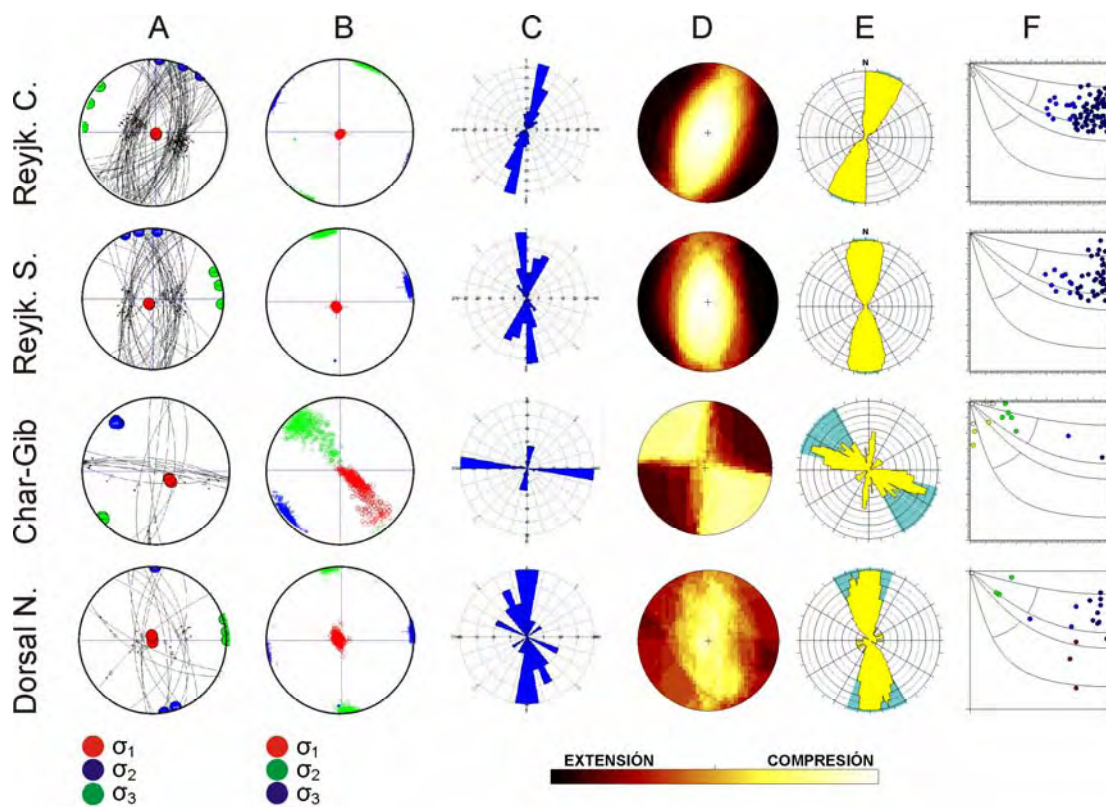 A B C D E F
Reyjk. C.
N
Reyjk. S.
N
Char-Gib
Dorsal N.
σ1 σ1
σ2 σ2
σ3 σ3
EXTENSIÓN COMPRESIÓN